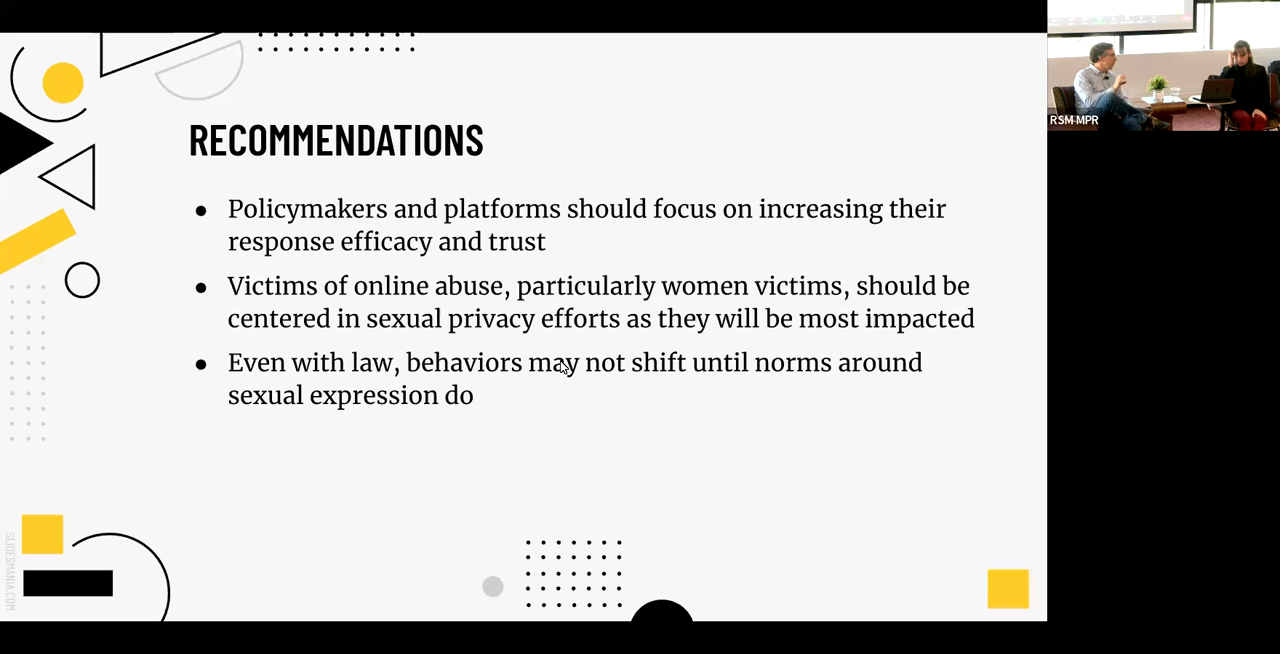 RECOMMENDATIONS
● Policymakers and platforms should focus on increasing their
response efficacy and trust
● Victims of online abuse, particularly women victims, should be
centered in sexual privacy efforts as they will be most impacted
● Even with law, behaviors may not shift until norms around
sexual expression do
SLIDESMANIA.COM
RSM MPR